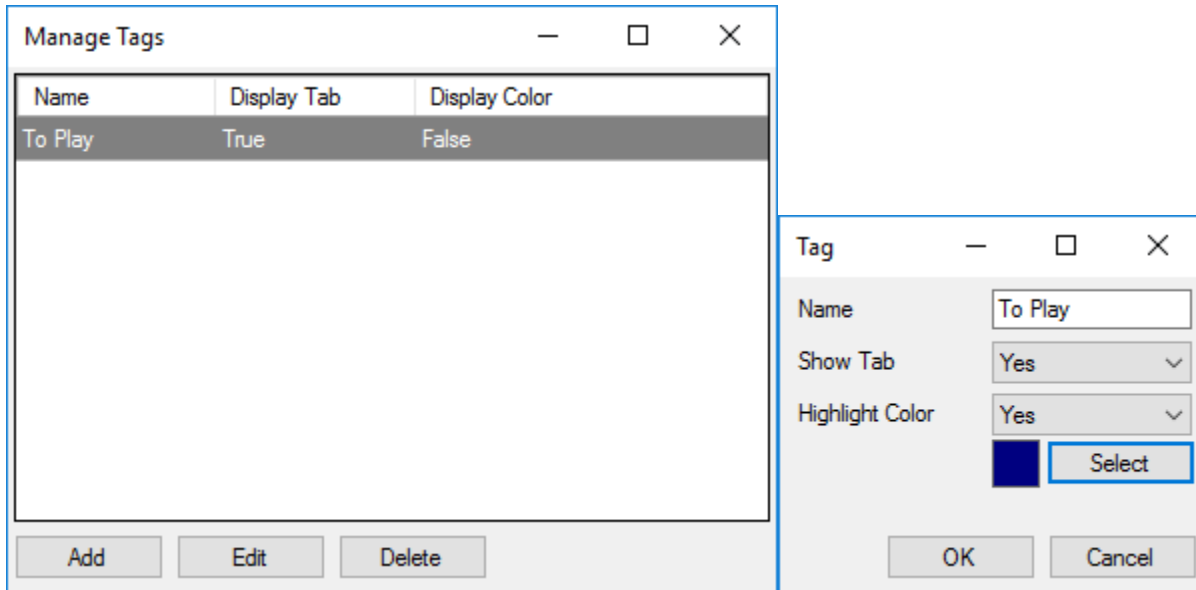 Manage Tags
Name Display Tab Display Color
To Play True False
Add Edit Delete
Tag
Name To Play
Show Tab Yes
Highlight Color Yes
Select
OK Cancel